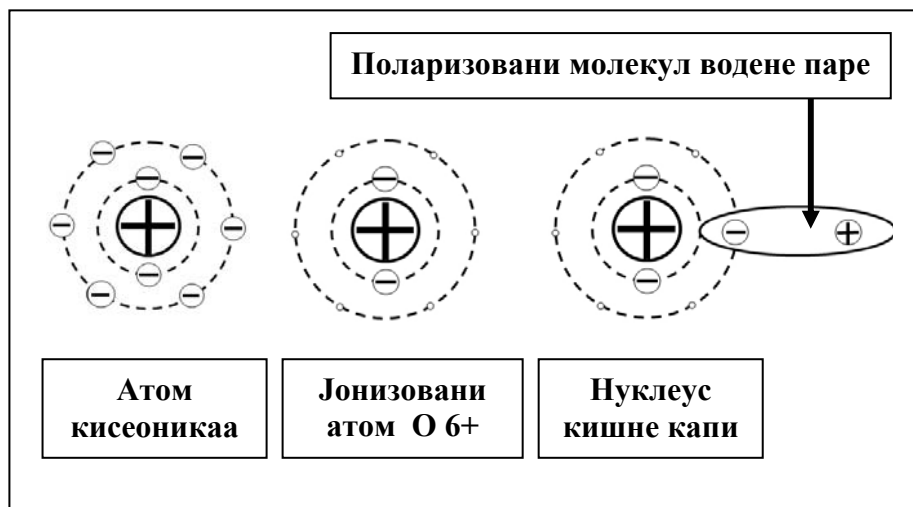 Поларизовани молекул водене паре
Атом
кисеоникаа
Јонизовани
атом О 6+
Нуклеус
кишне капи